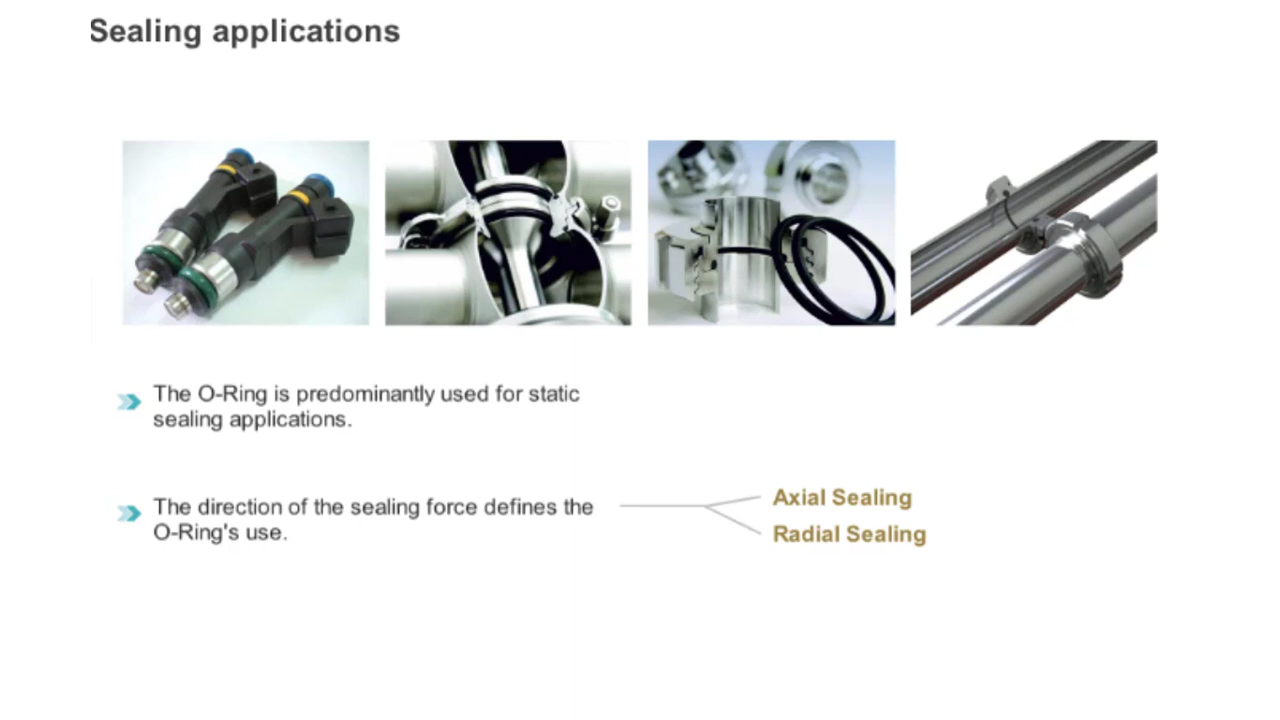 Sealing applications
The O-Ring is predominantly used for static
sealing applications.
The direction of the sealing force defines the
O-Ring's use.
Axial Sealing
Radial Sealing